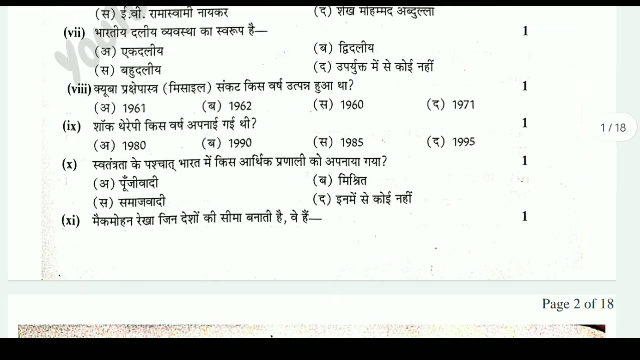 (स) ई.वी. रामास्वामी नायकर (द) शेख मोहम्मद अब्दुल्ला
(vii) भारतीय दलीय व्यवस्था का स्वरूप है— 1
(अ) एकदलीय (ब) द्विदलीय
(स) बहुदलीय (द) उपर्युक्त में से कोई नहीं
(viii) क्यूबा प्रक्षेपास्त्र (मिसाइल) संकट किस वर्ष उत्पन्न हुआ था? 1
(अ) 1961 (ब) 1962 (स) 1960 (द) 1971
(ix) शॉक थेरेपी किस वर्ष अपनाई गई थी? 1
(अ) 1980 (ब) 1990 (स) 1985 (द) 1995
1 / 18
(x) स्वतंत्रता के पश्चात् भारत में किस आर्थिक प्रणाली को अपनाया गया? 1
(अ) पूँजीवादी (ब) मिश्रित
(स) समाजवादी (द) इनमें से कोई नहीं
(xi) मैकमोहन रेखा जिन देशों की सीमा बनाती है, वे हैं— 1
Page 2 of 18